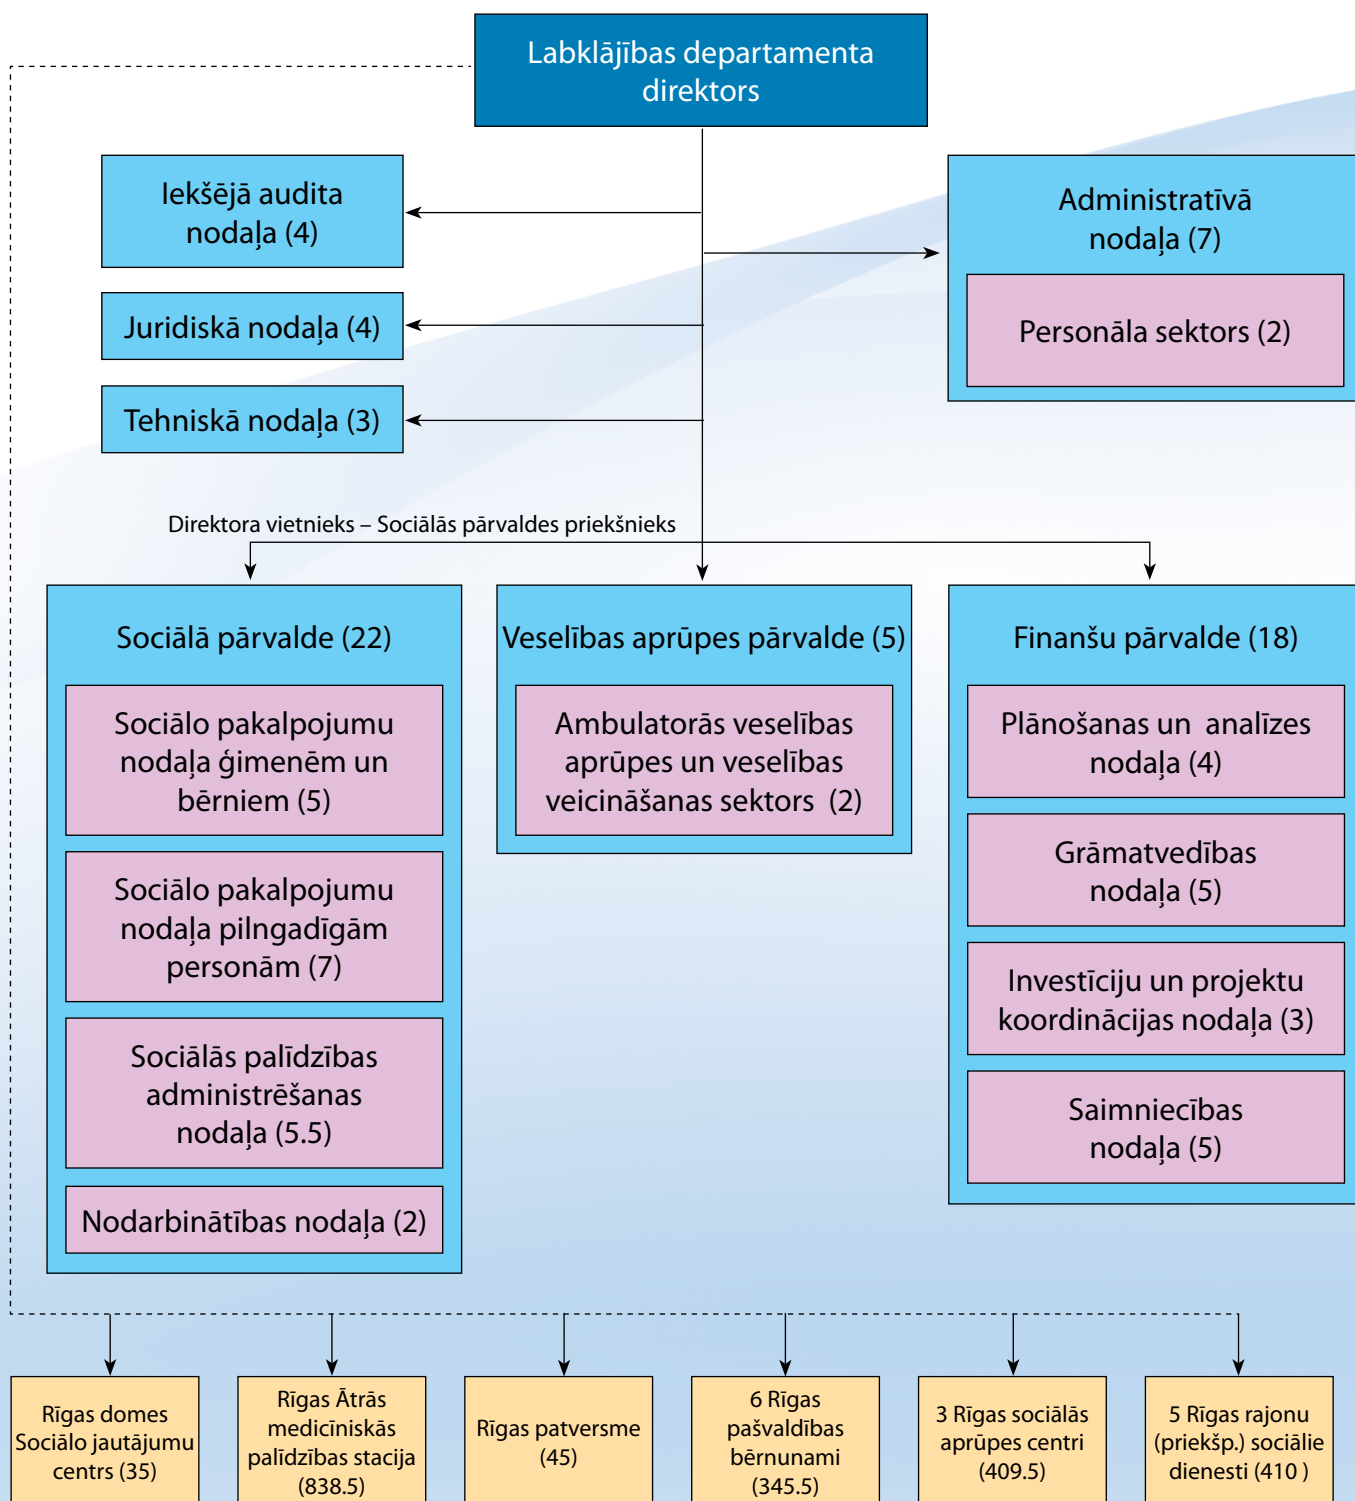 Labklājības departamenta
direktors
Iekšējā audita
nodaļa (4)
Administratīvā
nodaļa (7)
Personāla sektors (2)
Juridiskā nodaļa (4)
Tehniskā nodaļa (3)
Direktora vietnieks – Sociālās pārvaldes priekšnieks
Sociālā pārvalde (22)
Sociālo pakalpojumu
nodaļa ģimenēm un
bērniem (5)
Sociālo pakalpojumu
nodaļa pilngadīgām
personām (7)
Sociālās palīdzības
administrēšanas
nodaļa (5.5)
Nodarbinātības nodaļa (2)
Veselības aprūpes pārvalde (5)
Ambulatorās veselības
aprūpes un veselības
veicināšanas sektors (2)
Finanšu pārvalde (18)
Plānošanas un analīzes
nodaļa (4)
Grāmatvedības
nodaļa (5)
Investīciju un projektu
koordinācijas nodaļa (3)
Saimniecības
nodaļa (5)
Rīgas domes
Sociālo jautājumu
centrs (35)
Rīgas Ātrās
medicīniskās
palīdzības stacija
(838.5)
Rīgas patversme
(45)
6 Rīgas
pašvaldības
bērnunami
(345.5)
3 Rīgas sociālās
aprūpes centri
(409.5)
5 Rīgas rajonu
(priekšp.) sociālie
dienesti (410 )